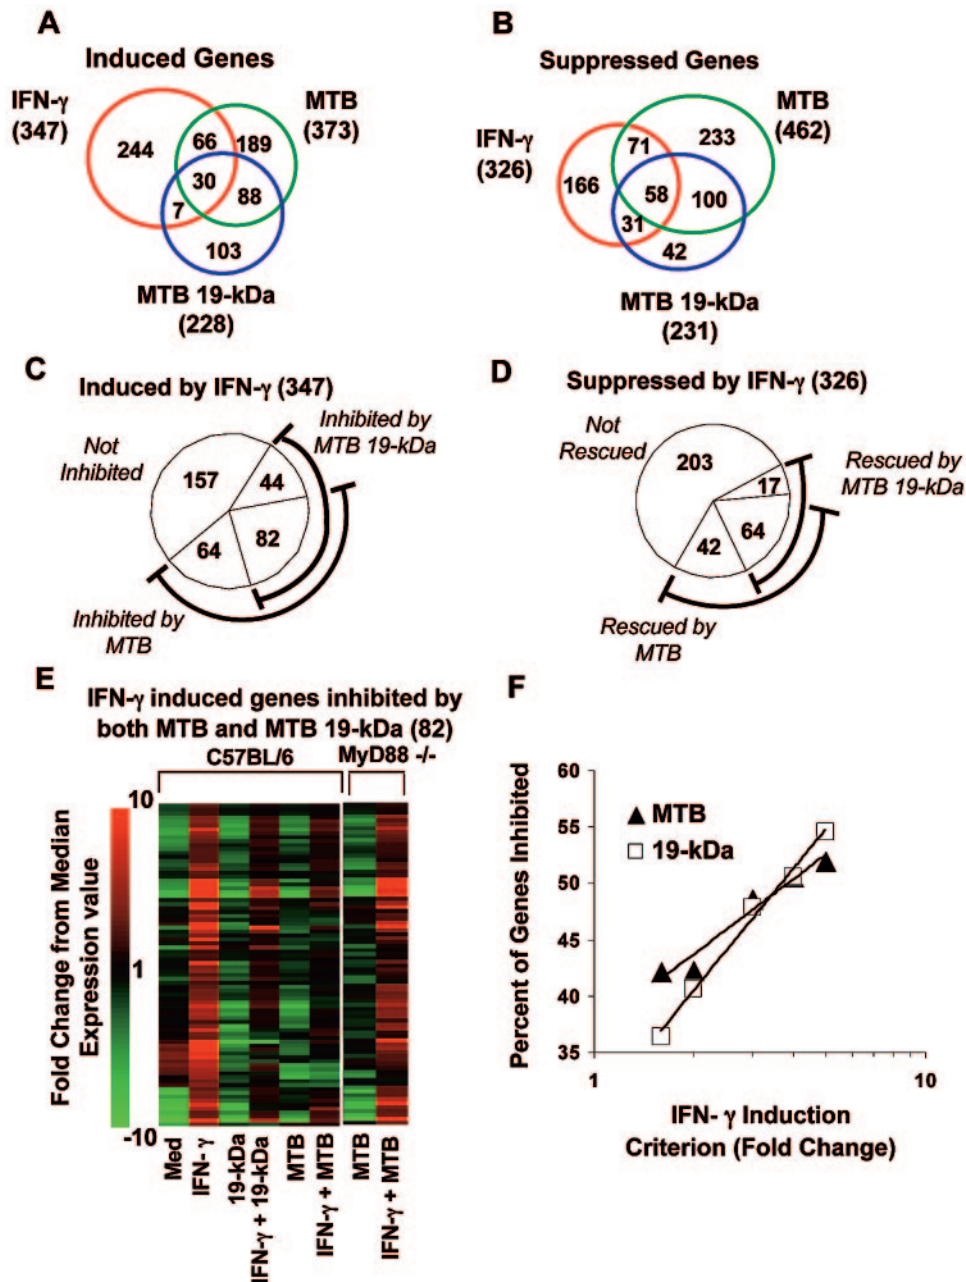 A
Induced Genes
IFN-γ
(347)
MTB
(373)
244
66
189
30
7
88
103
MTB 19-kDa
(228)
B
Suppressed Genes
IFN-γ
(326)
MTB
(462)
71
233
166
58
100
31
42
MTB 19-kDa
(231)
C
Induced by IFN-γ (347)
Not
Inhibited
Inhibited by
MTB 19-kDa
157
44
82
64
Inhibited by
MTB
D
Suppressed by IFN-γ (326)
Not
Rescued
Rescued by
MTB 19-kDa
203
17
64
42
Rescued by
MTB
E
IFN-γ induced genes inhibited by
both MTB and MTB 19-kDa (82)
C57BL/6
MyD88 -/-
10
1
-10
Fold Change from Median
Expression value
Med
IFN- γ
19-kDa
IFN-γ + 19-kDa
MTB
IFN-γ + MTB
MTB
IFN-γ + MTB
F
Percent of Genes Inhibited
60
55
50
45
40
35
MTB
19-kDa
1
10
IFN- γ Induction
Criterion (Fold Change)